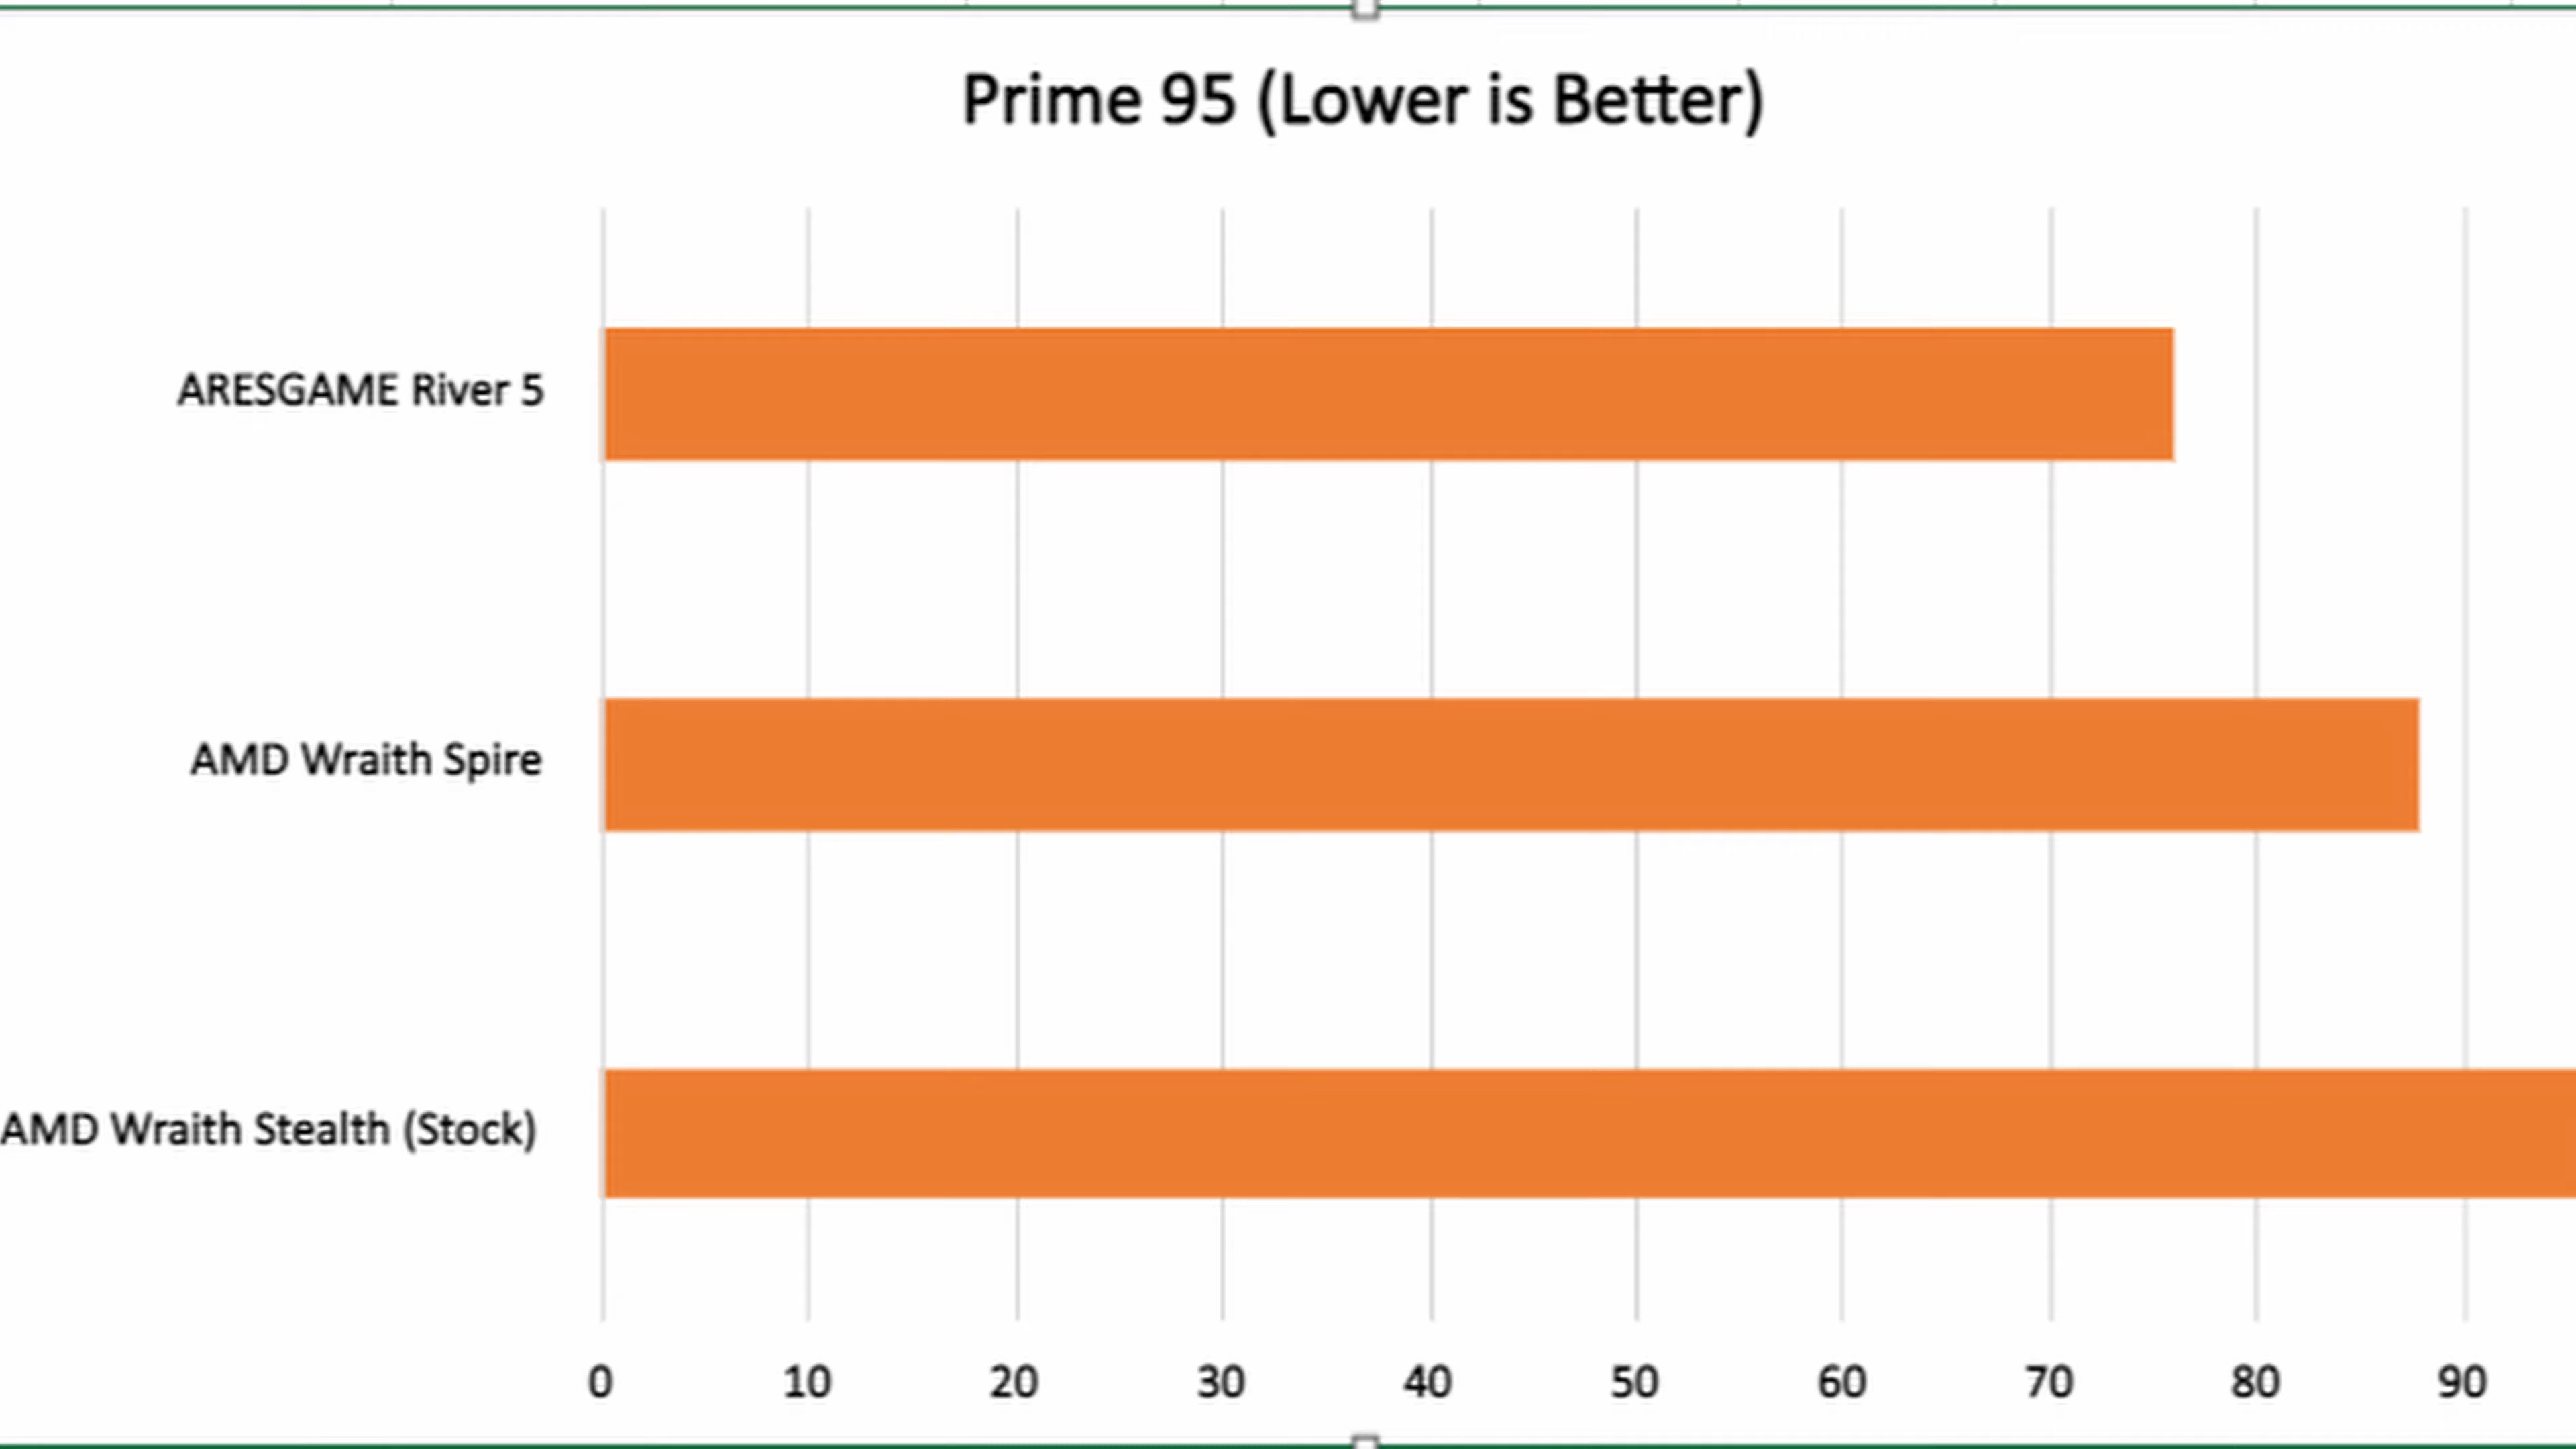 Prime 95 (Lower is Better)
ARESGAME River 5
AMD Wraith Spire
AMD Wraith Stealth (Stock)
0 10 20 30 40 50 60 70 80 90